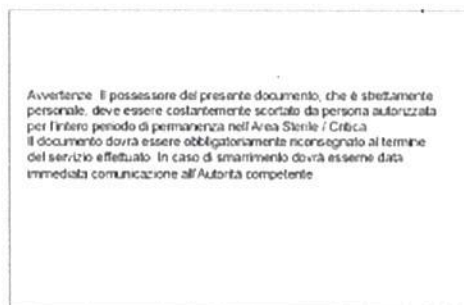 Avvertenze Il possessore del presente documento, che è strettamente
personale, deve essere costantemente scortato da persona autorizzata
per l'intero periodo di permanenza nell'Area Sterile / Critica
Il documento dovrà essere obbligatoriamente riconsegnato al termine
del servizio effettuato In caso di smarrimento dovrà esserne data
immediata comunicazione all'Autorità competente